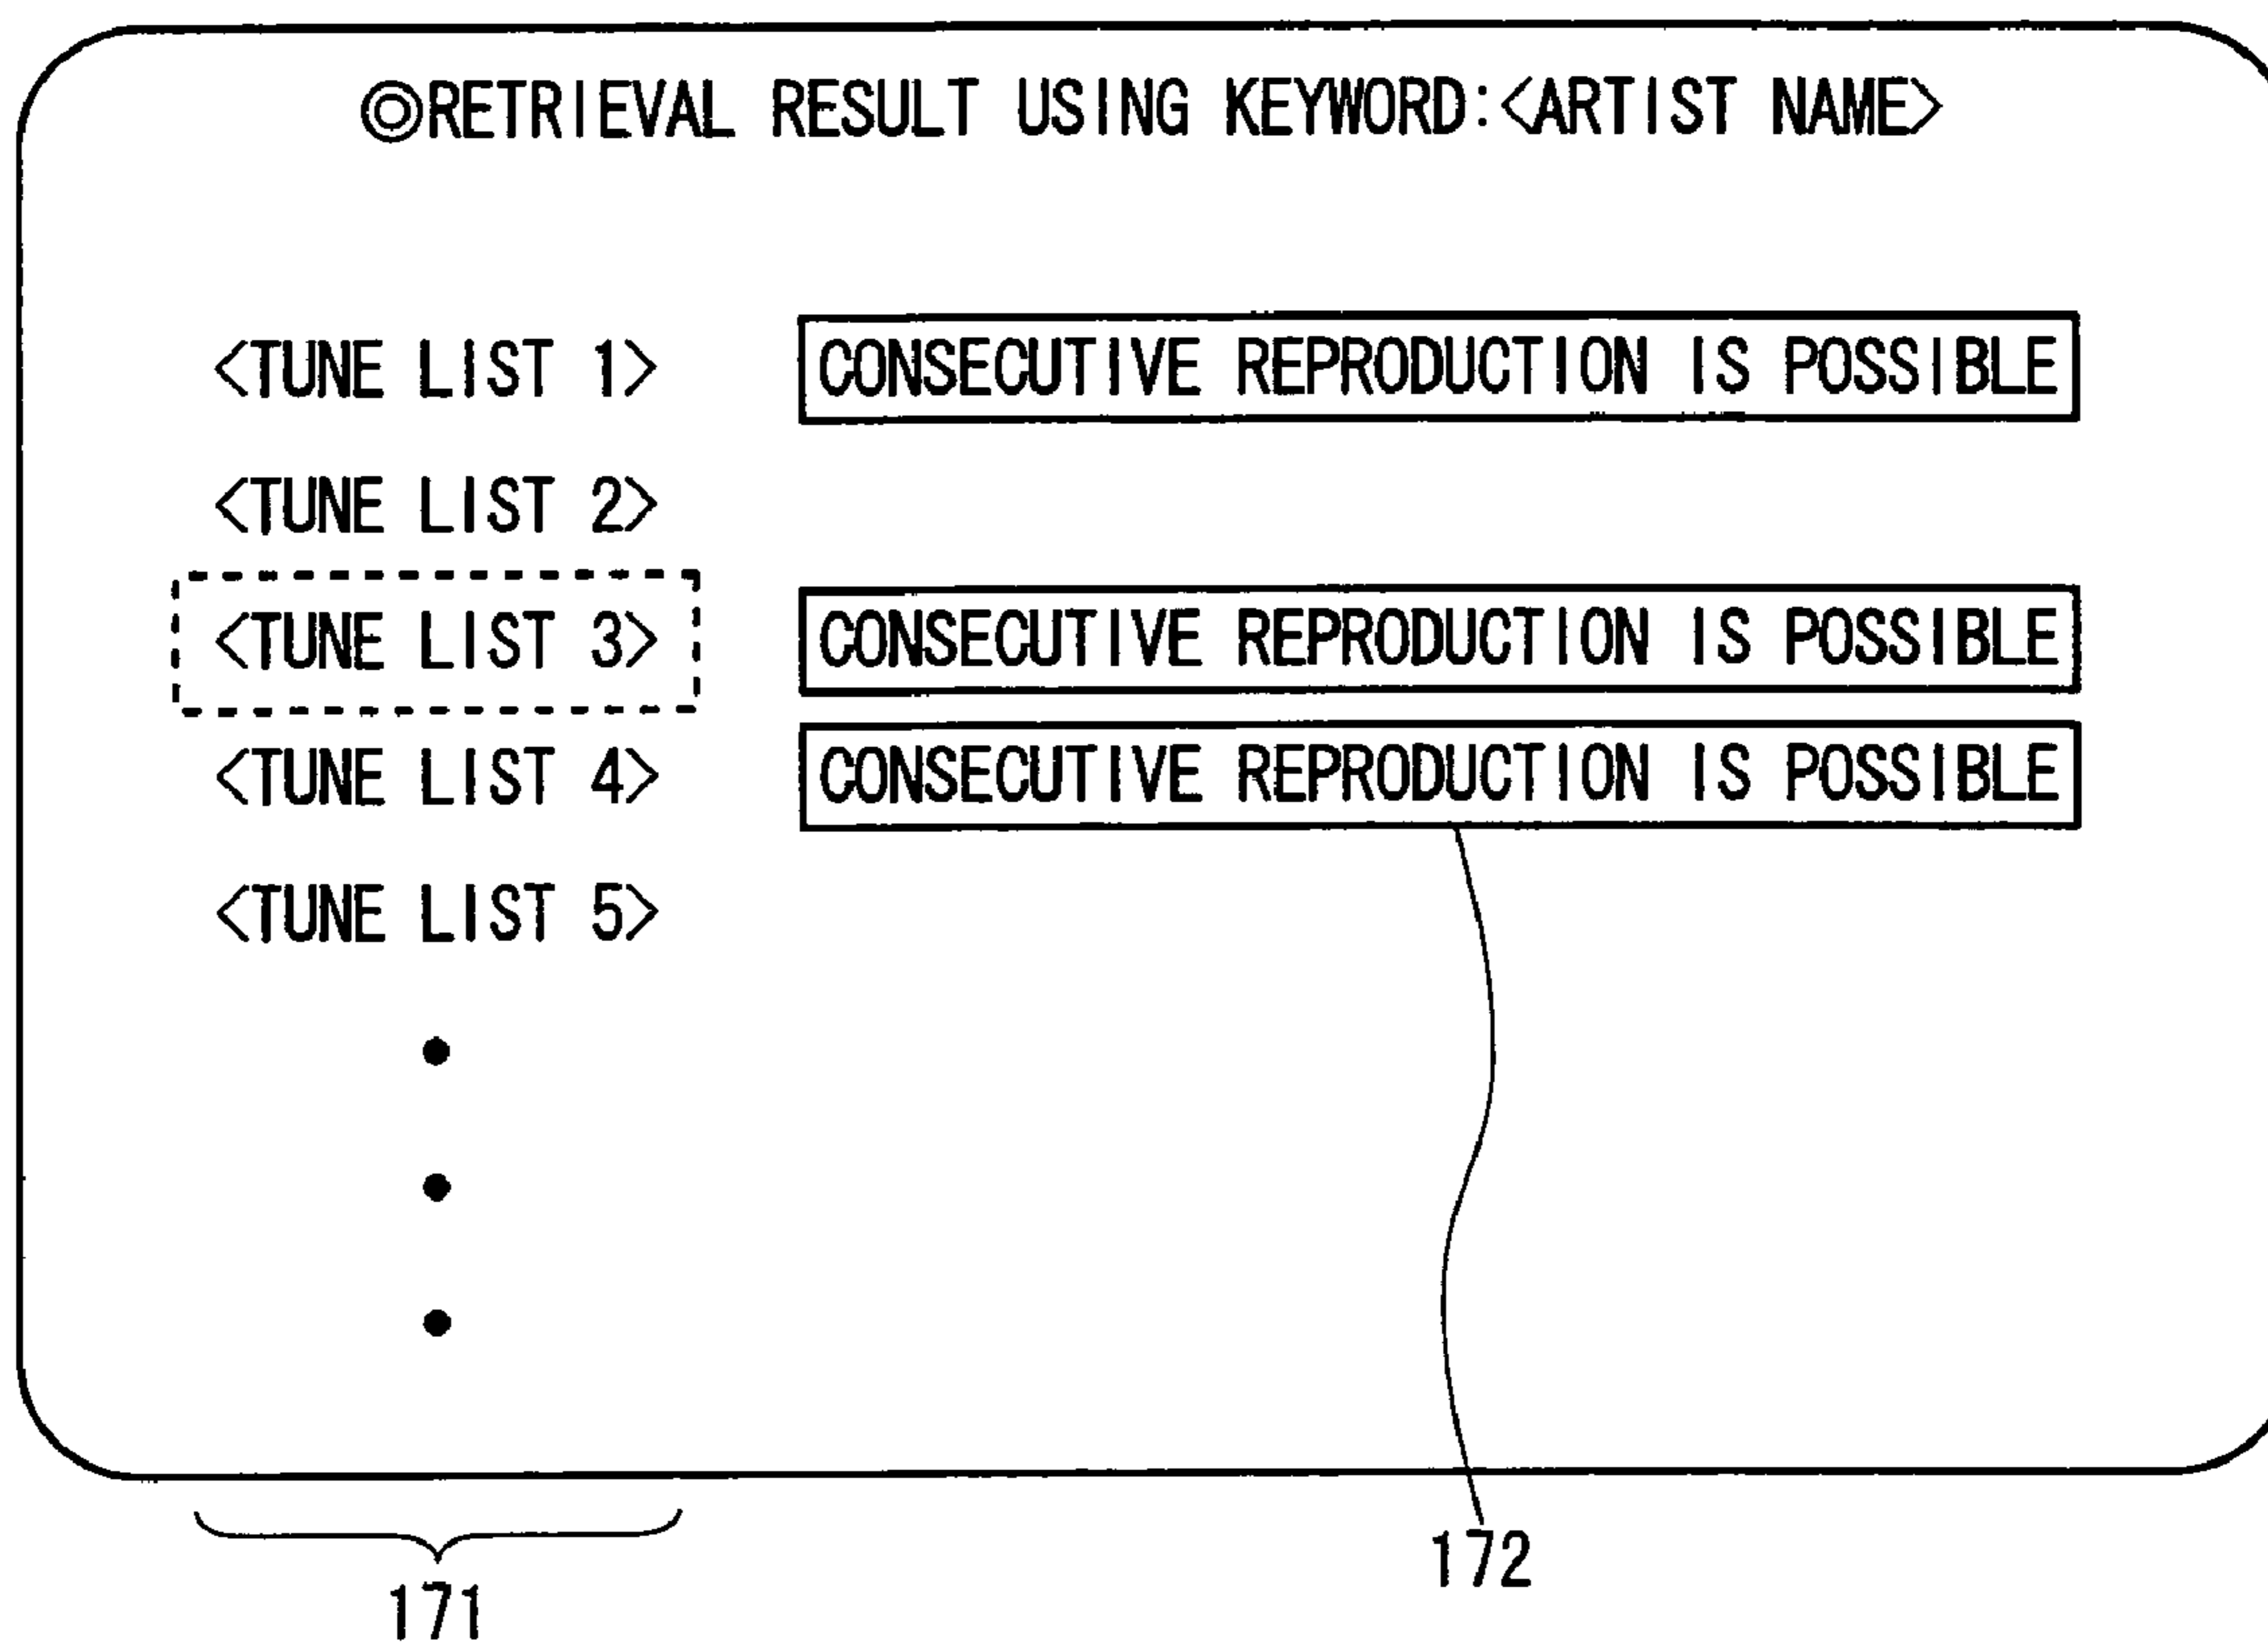 ◎RETRIEVAL RESULT USING KEYWORD:<ARTIST NAME>
<TUNE LIST 1> CONSECUTIVE REPRODUCTION IS POSSIBLE
<TUNE LIST 2>
<TUNE LIST 3> CONSECUTIVE REPRODUCTION IS POSSIBLE
<TUNE LIST 4> CONSECUTIVE REPRODUCTION IS POSSIBLE
<TUNE LIST 5>
172
171